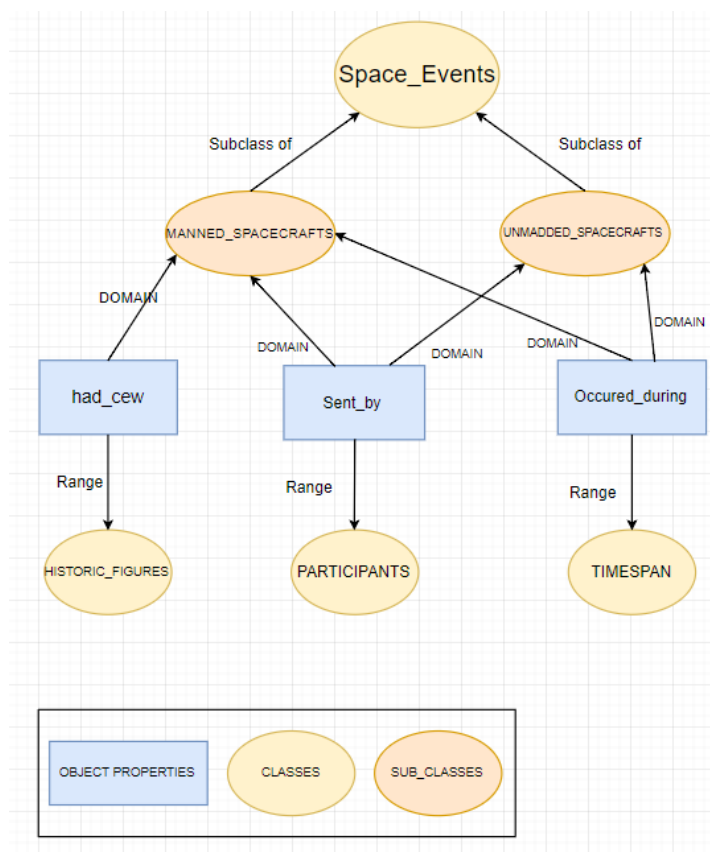 Space_Events
Subclass of
Subclass of
MANNED_SPACECRAFTS
UNMADDED_SPACECRAFTS
DOMAIN
DOMAIN
DOMAIN
DOMAIN
DOMAIN
had_cew
Sent_by
Occured_during
Range
Range
Range
HISTORIC_FIGURES
PARTICIPANTS
TIMESPAN
OBJECT PROPERTIES
CLASSES
SUB_CLASSES